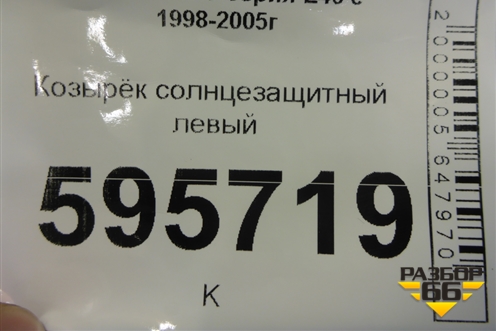 1998-2005г
Козырёк солнцезащитный
левый
595719
К
2000005647970
РАЗБОР
66